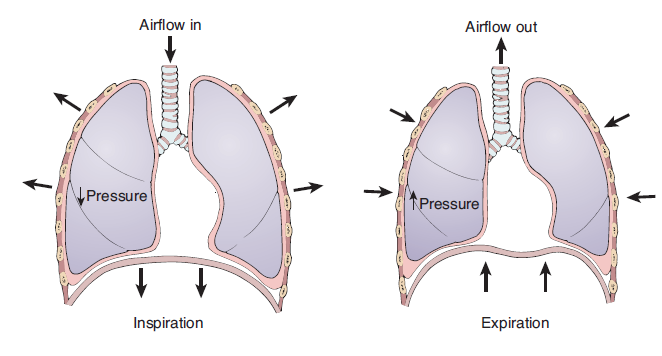 Airflow in
Airflow out
↓ Pressure
↑ Pressure
Inspiration
Expiration